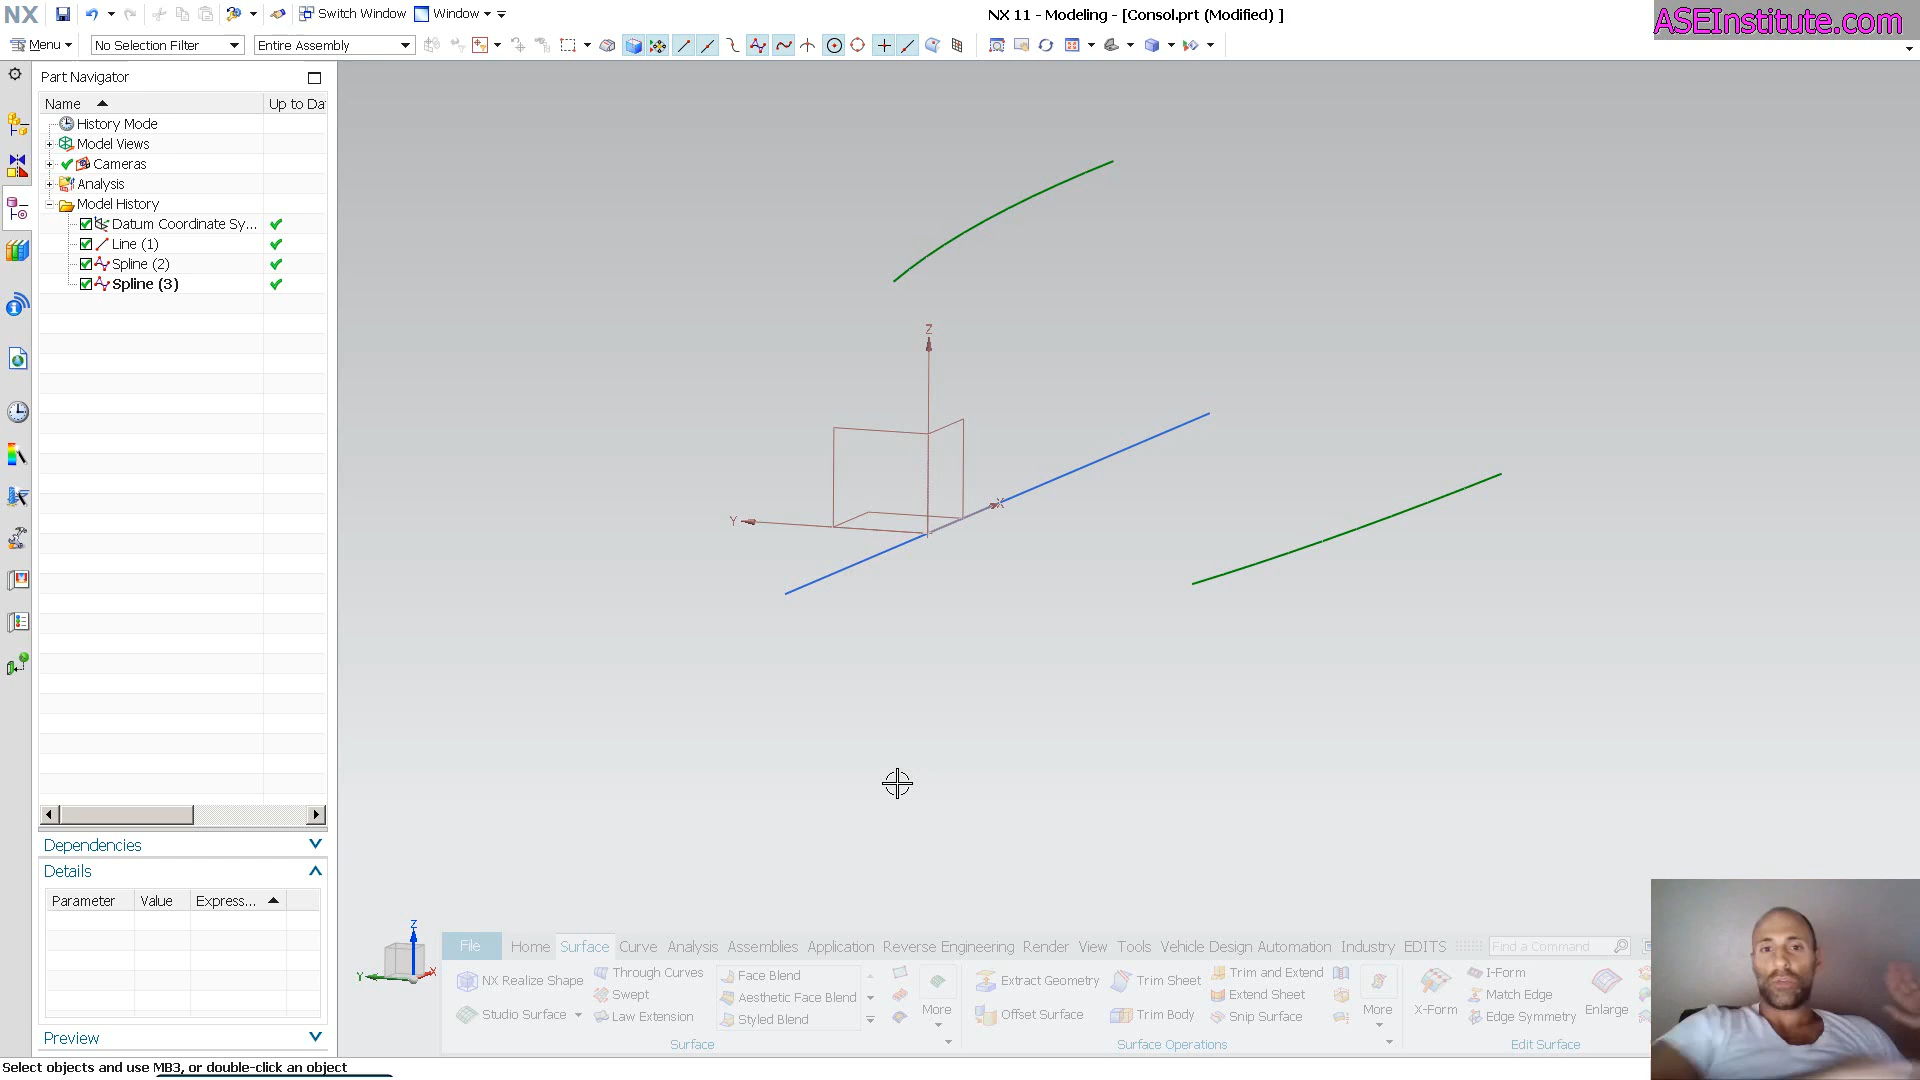 NX Switch Window Window NX 11 - Modeling - [Consol.prt (Modified) ] ASEInstitute.com
Menu No Selection Filter Entire Assembly
Part Navigator
Name Up to Da
History Mode
Model Views
Cameras
Analysis
Model History
Datum Coordinate Sy...
Line (1)
Spline (2)
Spline (3)
Z
X
Y
Dependencies
Details
Parameter Value Express...
Preview
Z
Y X
File Home Surface Curve Analysis Assemblies Application Reverse Engineering Render View Tools Vehicle Design Automation Industry EDITS Find a Command
NX Realize Shape Through Curves Face Blend Extract Geometry Trim Sheet Trim and Extend I-Form
Swept Aesthetic Face Blend Extend Sheet Match Edge
Studio Surface Law Extension Styled Blend More Offset Surface Trim Body Snip Surface More X-Form Edge Symmetry Enlarge
Surface Surface Operations Edit Surface
Select objects and use MB3, or double-click an object